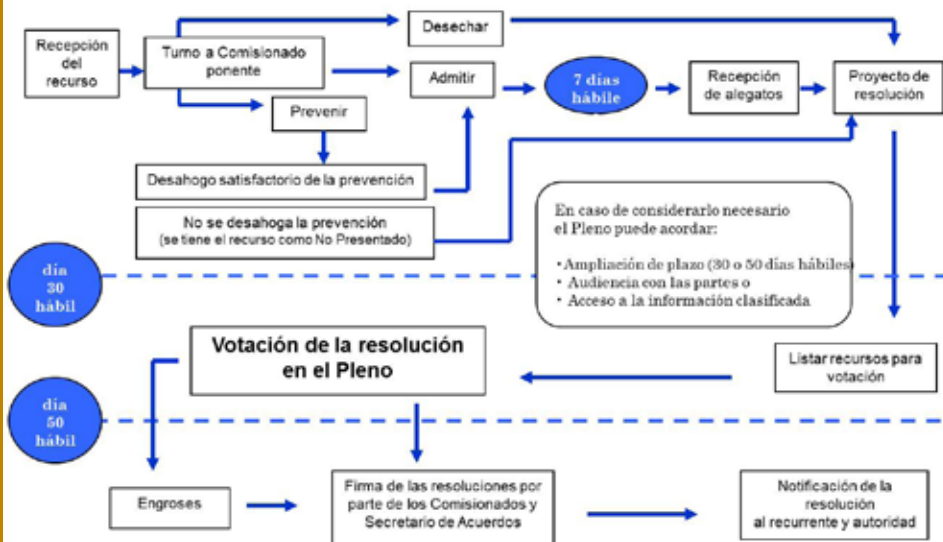 Recepción
del
recurso
Turno a Comisionado
ponente
Desechar
Admitir
Prevenir
7 días
hábile
Recepción
de alegatos
Proyecto de
resolución
Desahogo satisfactorio de la prevención
No se desahoga la prevención
(se tiene el recurso como No Presentado)
En caso de considerarlo necesario
el Pleno puede acordar:
• Ampliación de plazo (30 o 50 días hábiles)
• Audiencia con las partes o
• Acceso a la información clasificada
día
30
hábil
Votación de la resolución
en el Pleno
Listar recursos para
votación
día
50
hábil
Engroses
Firma de las resoluciones por
parte de los Comisionados y
Secretario de Acuerdos
Notificación de la
resolución
al recurrente y autoridad